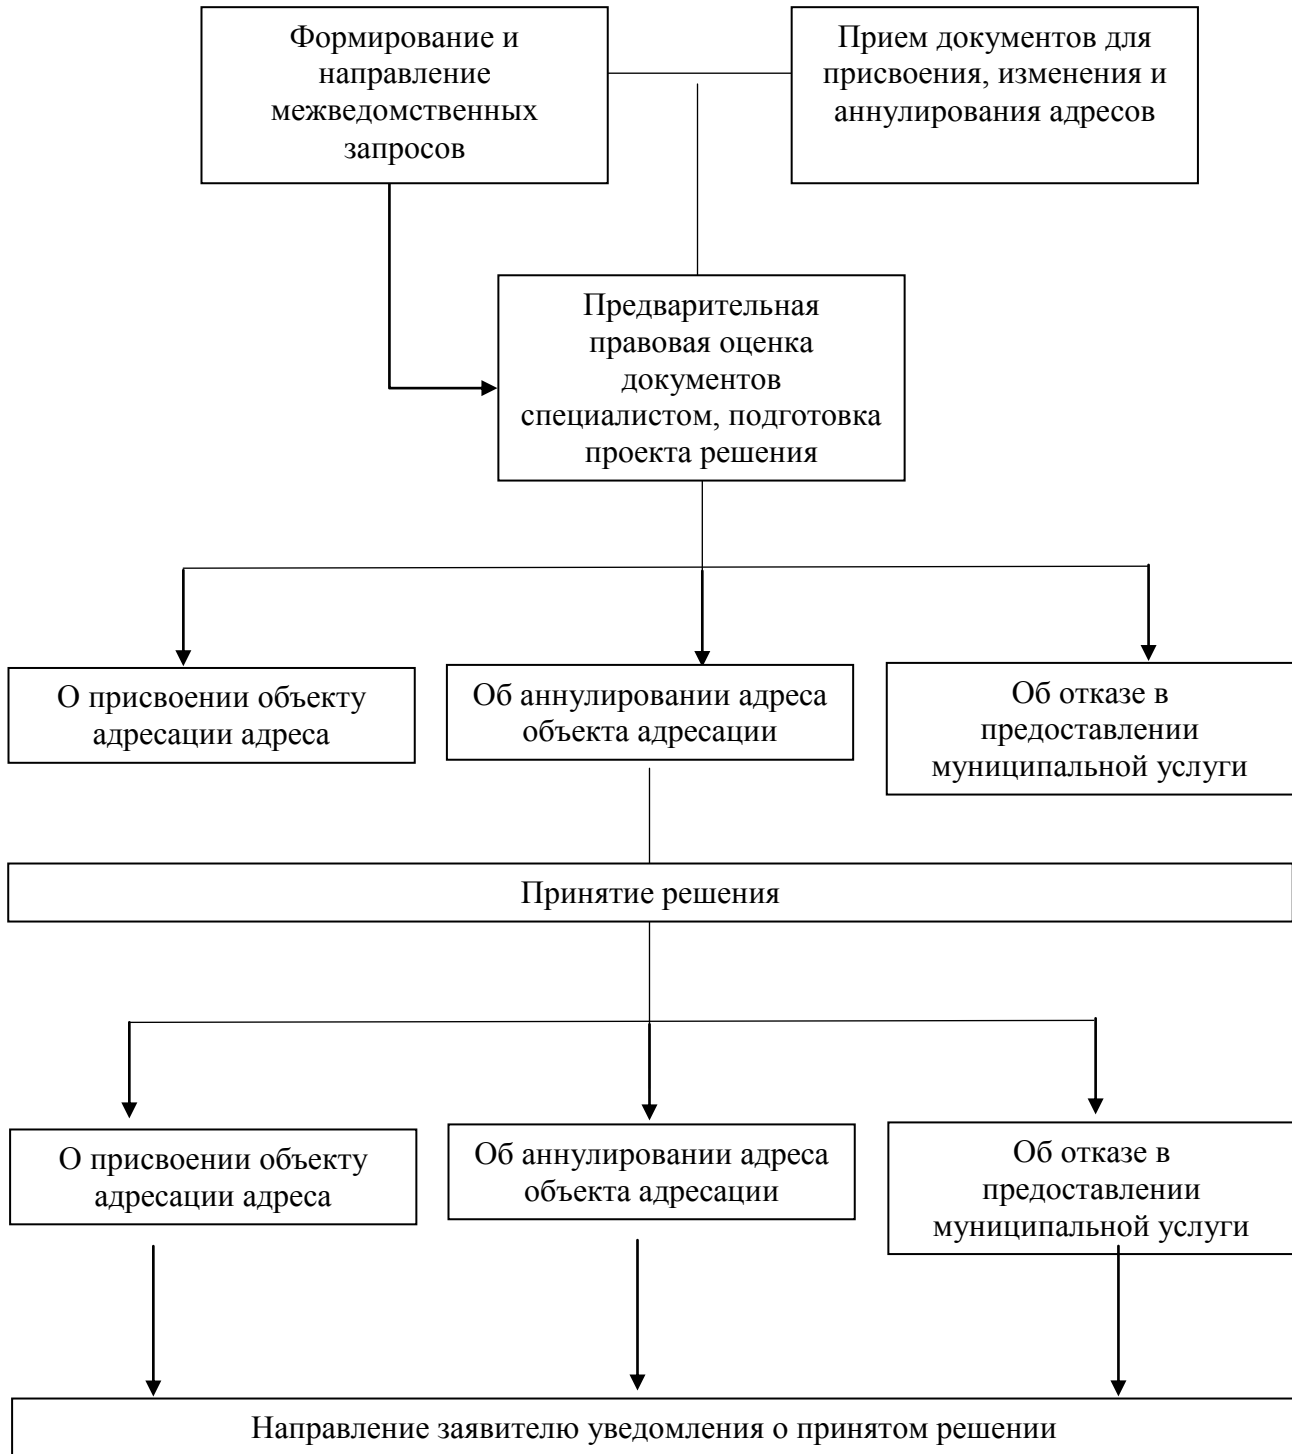 Формирование и
направление
межведомственных
запросов
Прием документов для
присвоения, изменения и
аннулирования адресов
Предварительная
правовая оценка
документов
специалистом, подготовка
проекта решения
О присвоении объекту
адресации адреса
Об аннулировании адреса
объекта адресации
Об отказе в
предоставлении
муниципальной услуги
Принятие решения
О присвоении объекту
адресации адреса
Об аннулировании адреса
объекта адресации
Об отказе в
предоставлении
муниципальной услуги
Направление заявителю уведомления о принятом решении